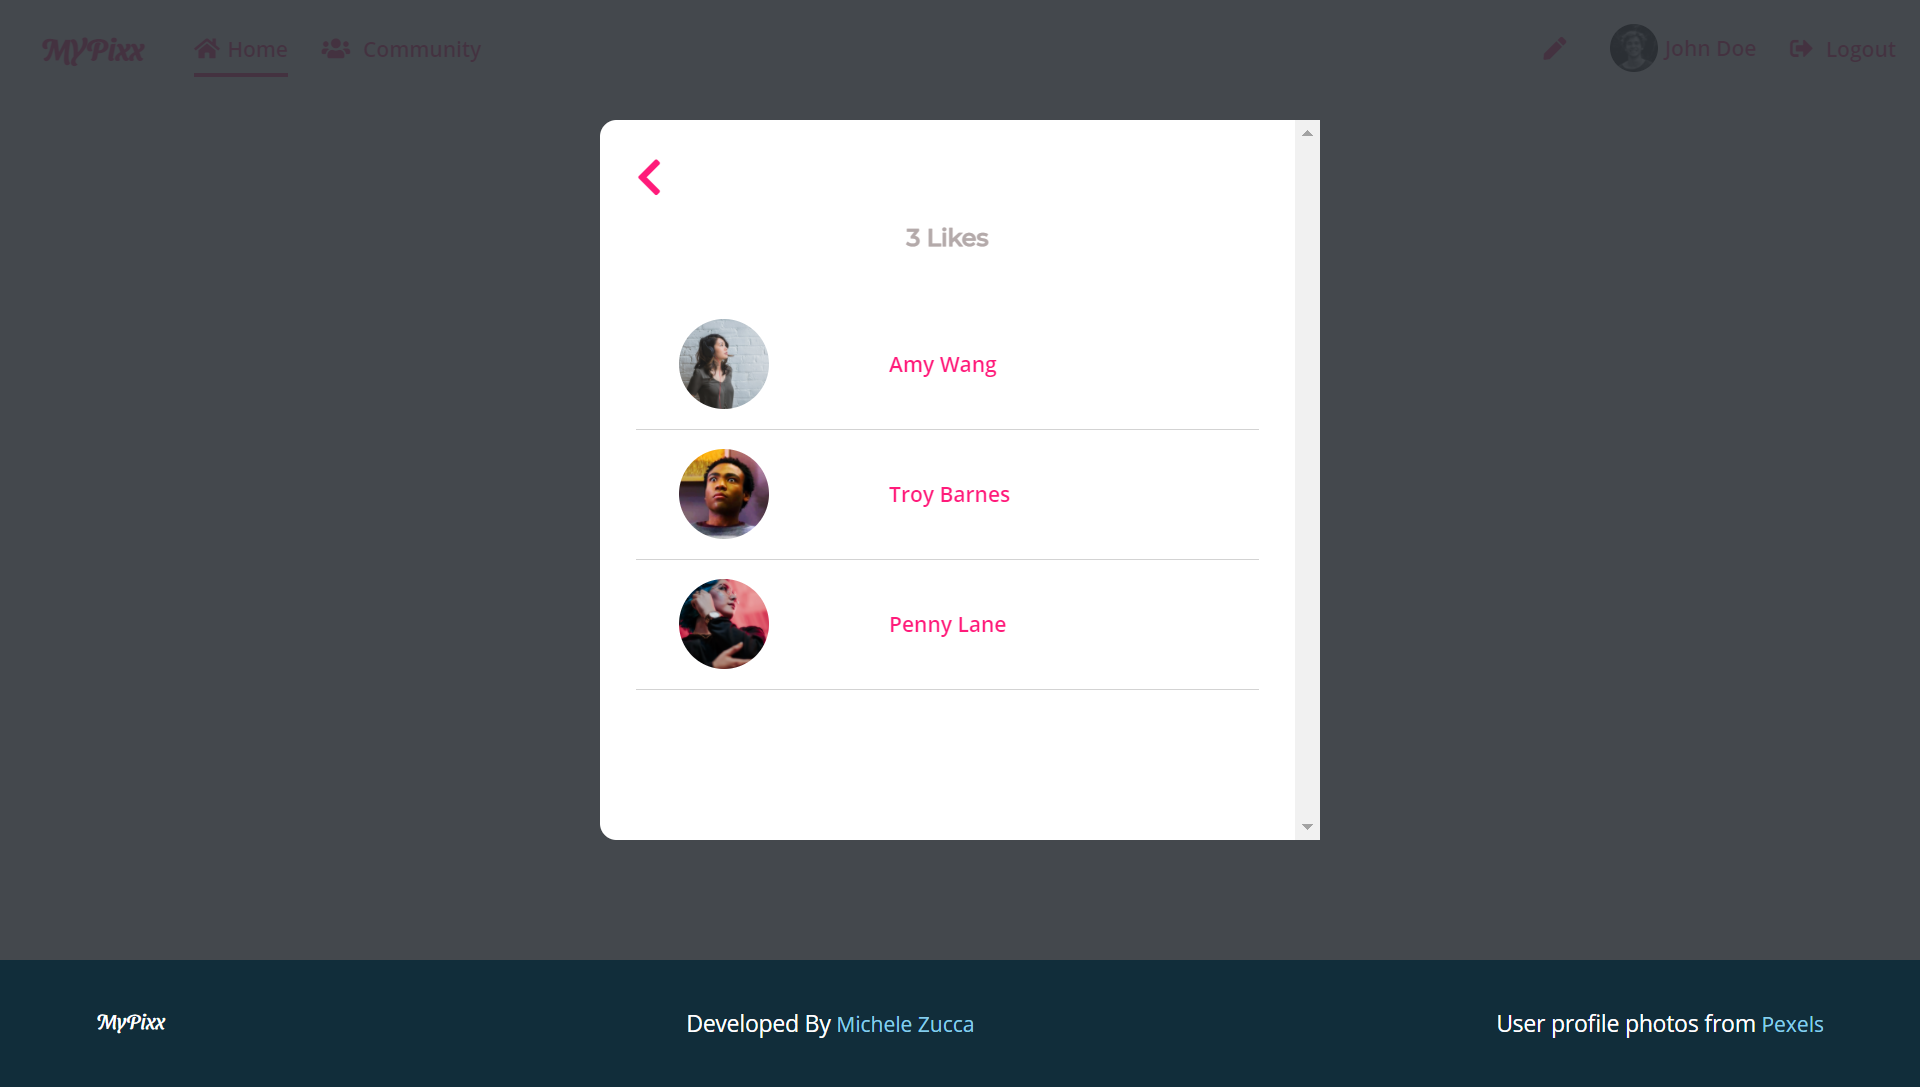 MyPixx
Home
Community
John Doe
Logout
3 Likes
Amy Wang
Troy Barnes
Penny Lane
MyPixx
Developed By Michele Zucca
User profile photos from Pexels